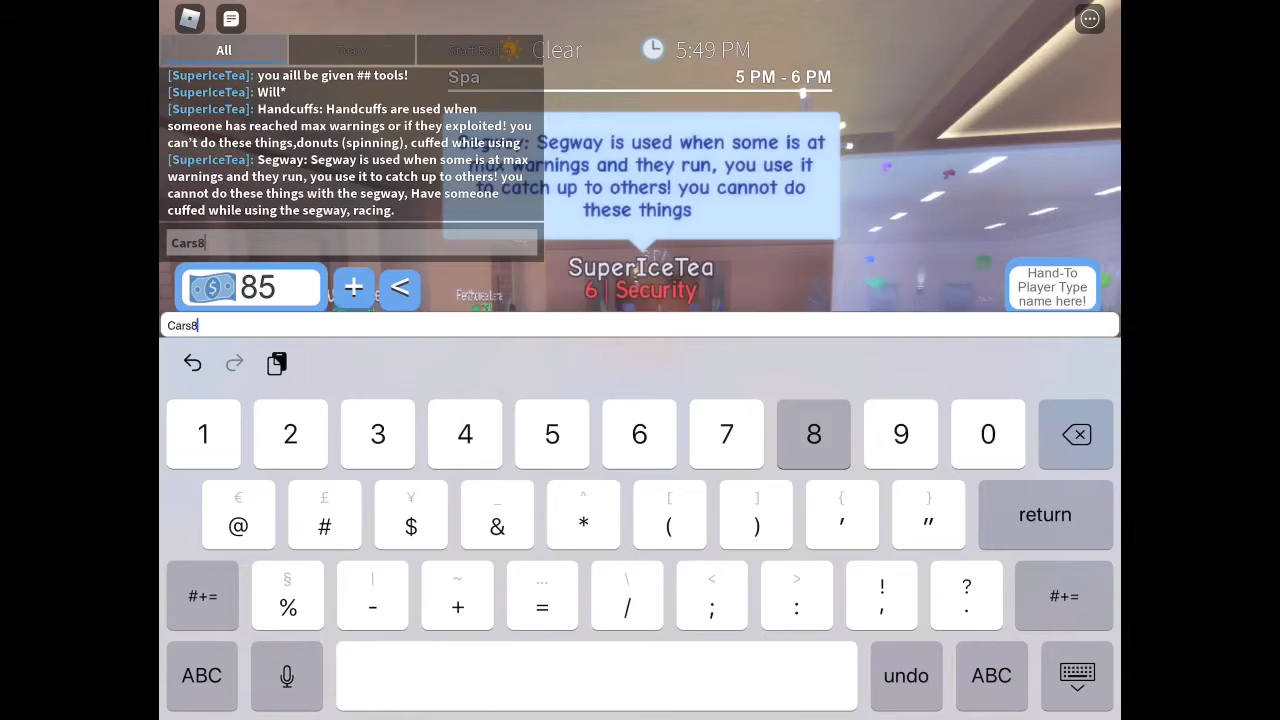 All
Clear
5:49 PM
Spa
5 PM - 6 PM
[SuperIceTea]: you aill be given ## tools!
[SuperIceTea]: Will*
[SuperIceTea]: Handcuffs: Handcuffs are used when
someone has reached max warnings or if they exploited! you
can't do these things,donuts (spinning), cuffed while using
[SuperIceTea]: Segway: Segway is used when some is at max
warnings and they run, you use it to catch up to others! you
cannot do these things with the segway, Have someone
cuffed while using the segway, racing.
Segway: Segway is used when some is at
max warnings and they run, you use it
to catch up to others! you cannot do
these things
Cars8
SuperIceTea
6 | Security
85
+
<
Hand-To
Player Type
name here!
Cars8
1 2 3 4 5 6 7 8 9 0
€ £ ¥ _ ^ [ ] { }
@ # $ & * ( ) ' " return
§ | ~ … \ < > ! ?
#+= % - + = / ; : , . #+=
ABC undo ABC